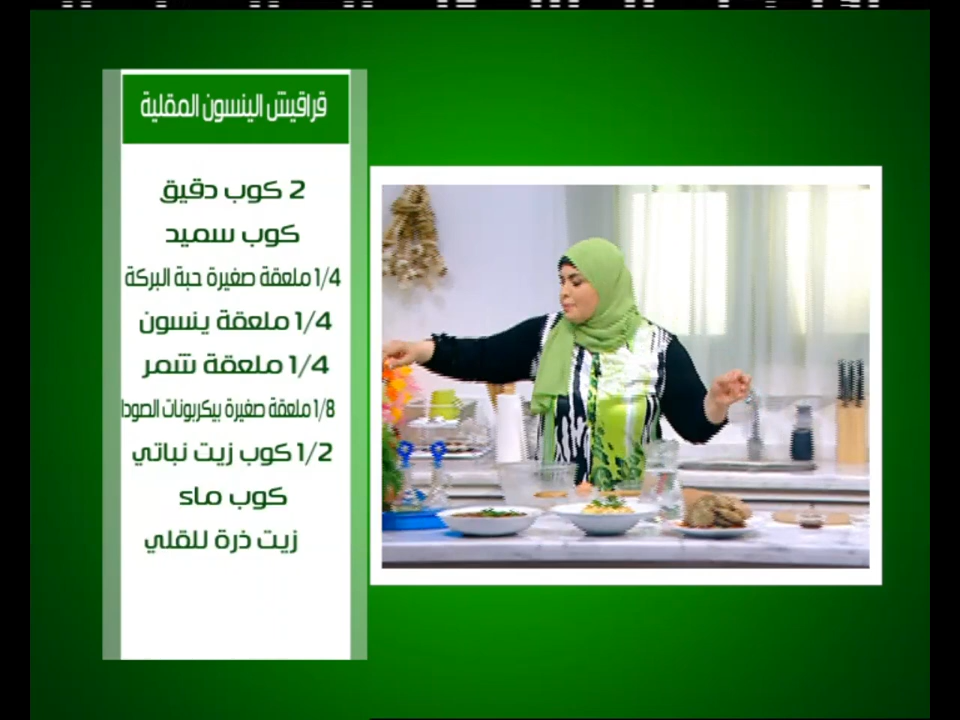 قراقيش الينسون المقلية
2 كوب دقيق
كوب سميد
1/4 ملعقة صغيرة حبة البركة
1/4 ملعقة ينسون
1/4 ملعقة شمر
1/8 ملعقة صغيرة بيكربونات الصودا
1/2 كوب زيت نباتي
كوب ماء
زيت ذرة للقلي